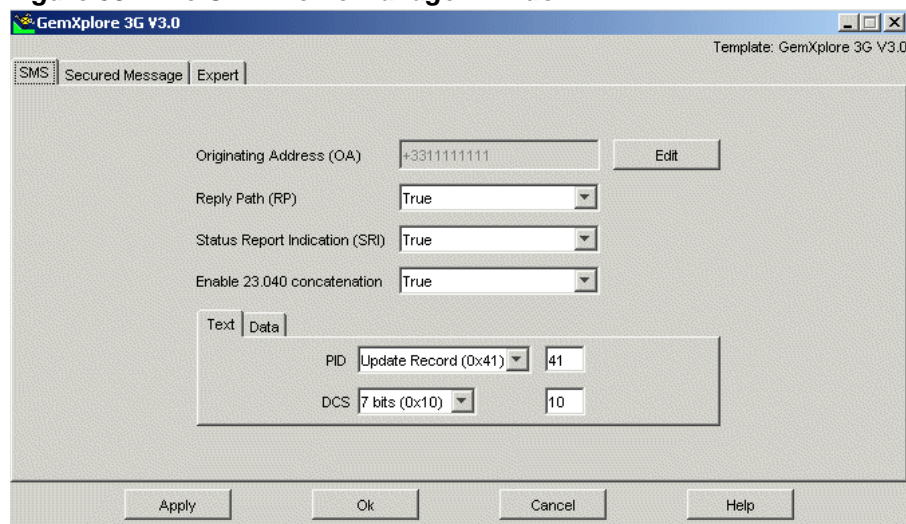 GemXplore 3G V3.0
Template: GemXplore 3G V3.0
SMS Secured Message Expert
Originating Address (OA) +3311111111 Edit
Reply Path (RP) True
Status Report Indication (SRI) True
Enable 23.040 concatenation True
Text Data
PID Update Record (0x41) 41
DCS 7 bits (0x10) 10
Apply Ok Cancel Help